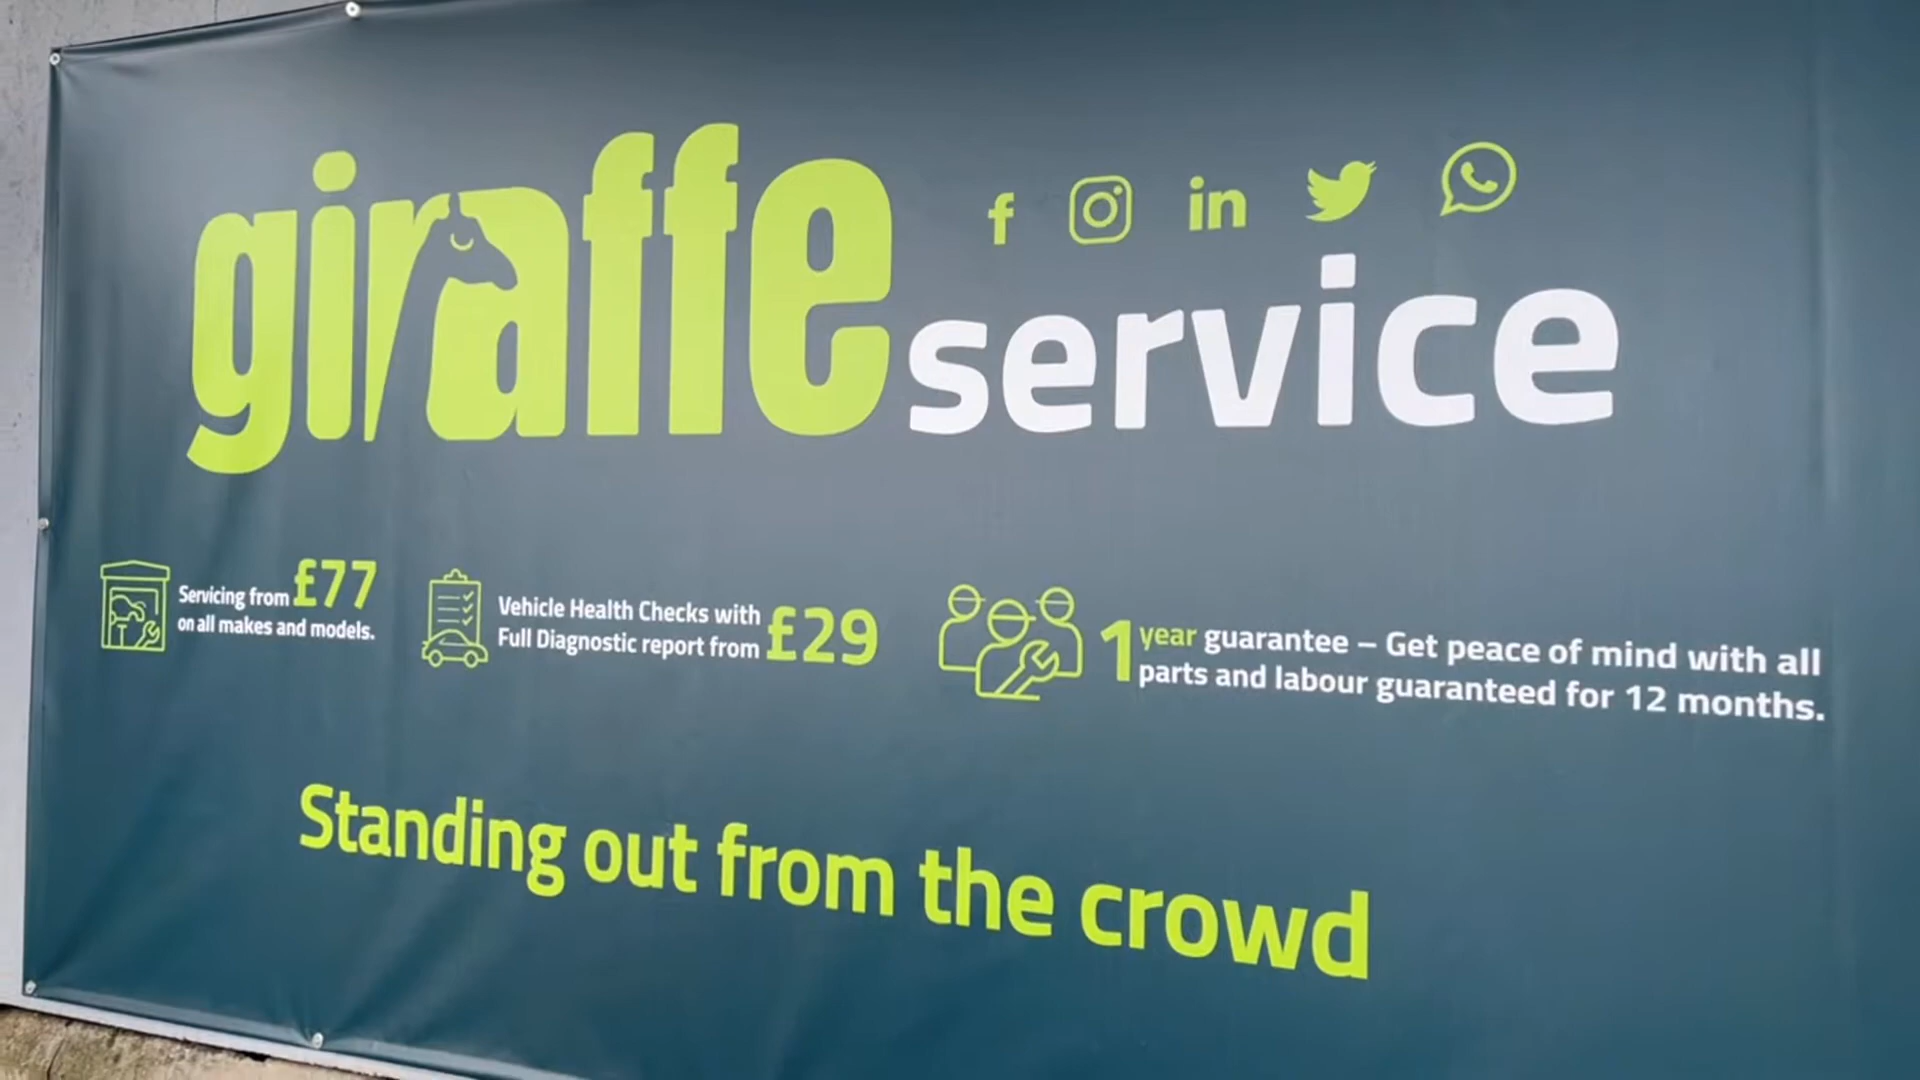 giraffe service
Servicing from £77
on all makes and models.
Vehicle Health Checks with
Full Diagnostic report from £29
1 year guarantee – Get peace of mind with all
parts and labour guaranteed for 12 months.
Standing out from the crowd